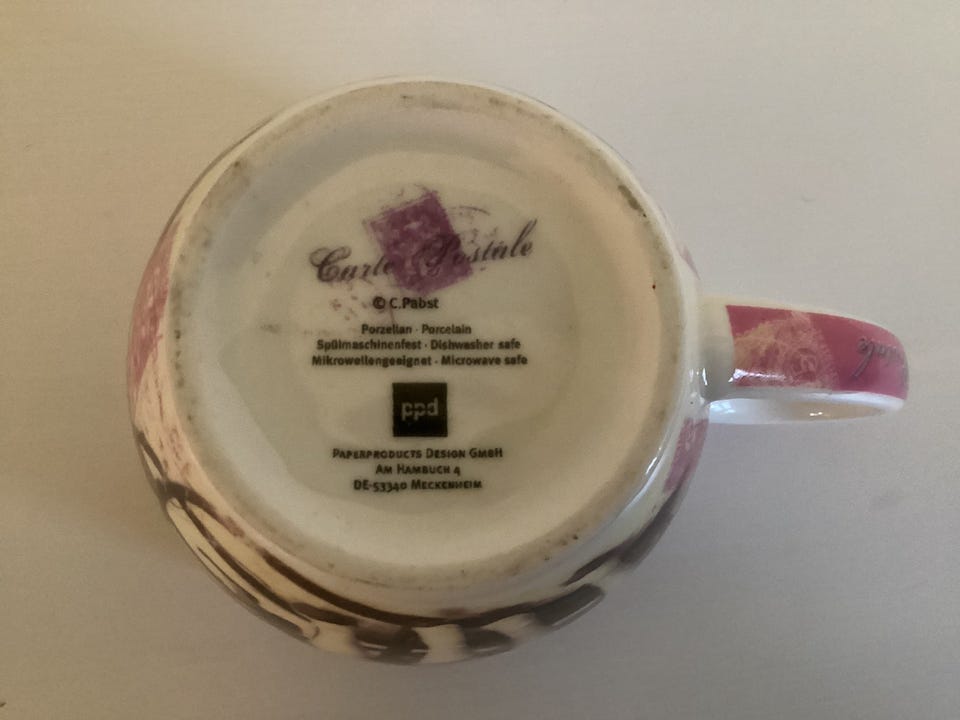 Carte Postale
© C.Pabst
Porzellan · Porcelain
Spülmaschinenfest · Dishwasher safe
Mikrowellengeeignet · Microwave safe
ppd
PAPERPRODUCTS DESIGN GMBH
AM HAMBUCH 4
DE-53340 MECKENHEIM